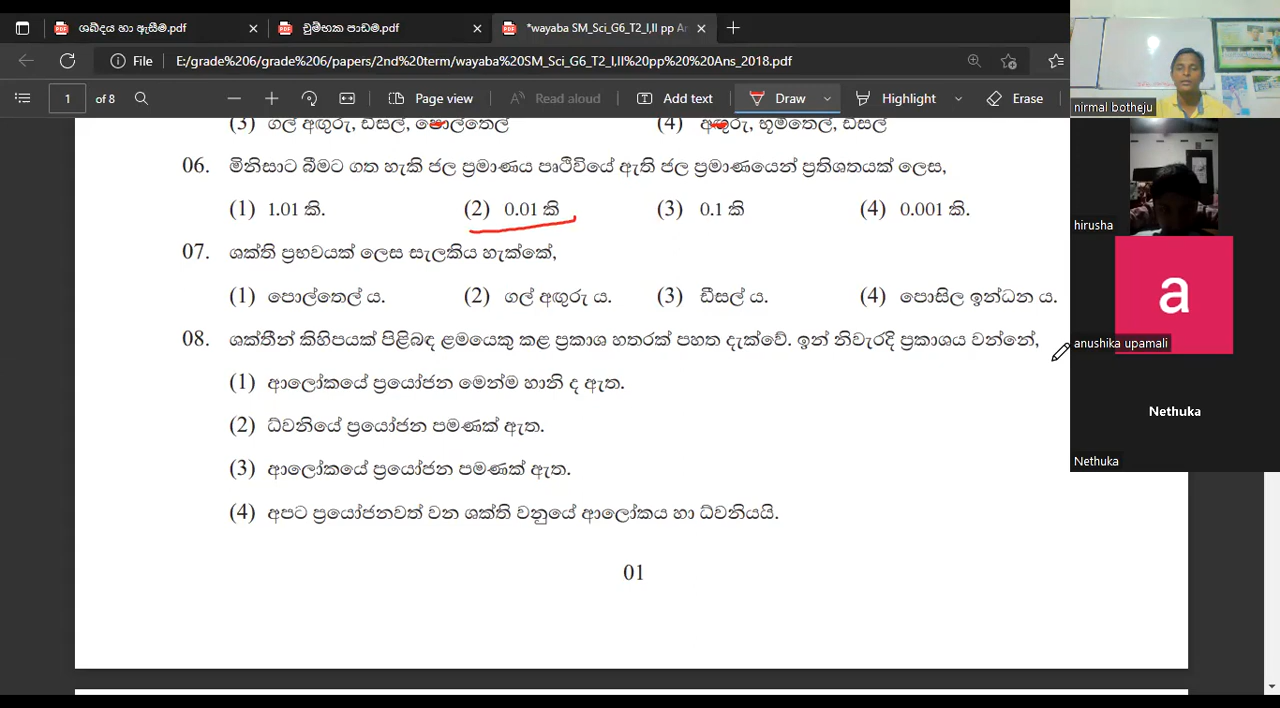 ශබ්දය හා ඇසීම.pdf
චුම්භක පාඩම.pdf
*wayaba SM_Sci_G6_T2_I,II pp Ar
File
E:/grade%206/grade%206/papers/2nd term/wayaba%20SM_Sci_G6_T2_I,II%20pp%20%20Ans_2018.pdf
1 of 8
Page view
Read aloud
Add text
Draw
Highlight
Erase
(3) ගල් අඟුරු, ඩීසල්, පොල්තෙල් (4) අඟුරු, භූමිතෙල්, ඩීසල්
06. මිනිසාට බීමට ගත හැකි ජල ප්‍රමාණය පෘථිවියේ ඇති ජල ප්‍රමාණයෙන් ප්‍රතිශතයක් ලෙස,
(1) 1.01 කි. (2) 0.01 කි (3) 0.1 කි (4) 0.001 කි.
07. ශක්ති ප්‍රභවයක් ලෙස සැලකිය හැක්කේ,
(1) පොල්තෙල් ය. (2) ගල් අඟුරු ය. (3) ඩීසල් ය. (4) පොසිල ඉන්ධන ය.
08. ශක්තීන් කිහිපයක් පිළිබඳ ළමයෙකු කළ ප්‍රකාශ හතරක් පහත දැක්වේ. ඉන් නිවැරදි ප්‍රකාශය වන්නේ,
(1) ආලෝකයේ ප්‍රයෝජන මෙන්ම හානි ද ඇත.
(2) ධ්වනියේ ප්‍රයෝජන පමණක් ඇත.
(3) ආලෝකයේ ප්‍රයෝජන පමණක් ඇත.
(4) අපට ප්‍රයෝජනවත් වන ශක්ති වනුයේ ආලෝකය හා ධ්වනියයි.
01
nirmal botheju
hirusha
a
anushika upamali
Nethuka
Nethuka